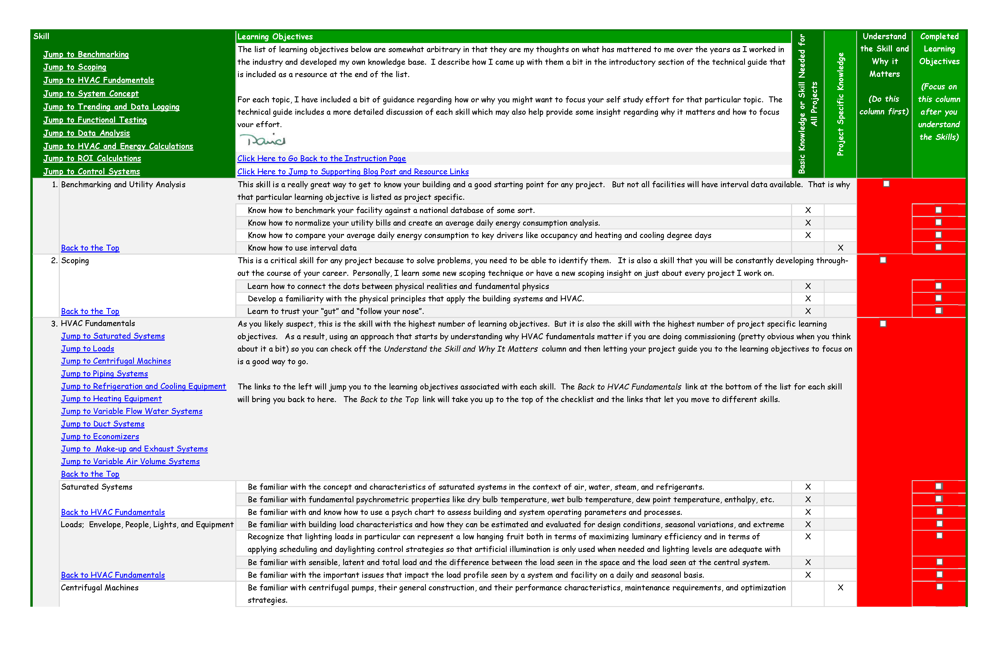 Skill
Jump to Benchmarking
Jump to Scoping
Jump to HVAC Fundamentals
Jump to System Concept
Jump to Trending and Data Logging
Jump to Functional Testing
Jump to Data Analysis
Jump to HVAC and Energy Calculations
Jump to ROI Calculations
Jump to Control Systems
Learning Objectives
The list of learning objectives below are somewhat arbitrary in that they are my thoughts on what has mattered to me over the years as I worked in
the industry and developed my own knowledge base. I describe how I came up with them a bit in the introductory section of the technical guide that
is included as a resource at the end of the list.
For each topic, I have included a bit of guidance regarding how or why you might want to focus your self study effort for that particular topic. The
technical guide includes a more detailed discussion of each skill which may also help provide some insight regarding why it matters and how to focus
your effort.
David
Click Here to Go Back to the Instruction Page
Click Here to Jump to Supporting Blog Post and Resource Links
Basic Knowledge or Skill Needed for
All Projects
Project Specific Knowledge
Understand
the Skill and
Why it
Matters
(Do this
column first)
Completed
Learning
Objectives
(Focus on
this column
after you
understand
the Skills)
1. Benchmarking and Utility Analysis
This skill is a really great way to get to know your building and a good starting point for any project. But not all facilities will have interval data available. That is why
that particular learning objective is listed as project specific.
Know how to benchmark your facility against a national database of some sort. X
Know how to normalize your utility bills and create an average daily energy consumption analysis. X
Know how to compare your average daily energy consumption to key drivers like occupancy and heating and cooling degree days X
Back to the Top Know how to use interval data X
2. Scoping
This is a critical skill for any project because to solve problems, you need to be able to identify them. It is also a skill that you will be constantly developing through-
out the course of your career. Personally, I learn some new scoping technique or have a new scoping insight on just about every project I work on.
Learn how to connect the dots between physical realities and fundamental physics X
Develop a familiarity with the physical principles that apply the building systems and HVAC. X
Back to the Top Learn to trust your “gut” and “follow your nose”. X
3. HVAC Fundamentals
Jump to Saturated Systems
Jump to Loads
Jump to Centrifugal Machines
Jump to Piping Systems
Jump to Refrigeration and Cooling Equipment
Jump to Heating Equipment
Jump to Variable Flow Water Systems
Jump to Duct Systems
Jump to Economizers
Jump to Make-up and Exhaust Systems
Jump to Variable Air Volume Systems
Back to the Top
As you likely suspect, this is the skill with the highest number of learning objectives. But it is also the skill with the highest number of project specific learning
objectives. As a result, using an approach that starts by understanding why HVAC fundamentals matter if you are doing commissioning (pretty obvious when you think
about it a bit) so you can check off the Understand the Skill and Why It Matters column and then letting your project guide you to the learning objectives to focus on
is a good way to go.
The links to the left will jump you to the learning objectives associated with each skill. The Back to HVAC Fundamentals link at the bottom of the list for each skill
will bring you back to here. The Back to the Top link will take you up to the top of the checklist and the links that let you move to different skills.
Saturated Systems Be familiar with the concept and characteristics of saturated systems in the context of air, water, steam, and refrigerants. X
Be familiar with fundamental psychrometric properties like dry bulb temperature, wet bulb temperature, dew point temperature, enthalpy, etc. X
Back to HVAC Fundamentals Be familiar with and know how to use a psych chart to assess building and system operating parameters and processes. X
Loads; Envelope, People, Lights, and Equipment Be familiar with building load characteristics and how they can be estimated and evaluated for design conditions, seasonal variations, and extreme X
Recognize that lighting loads in particular can represent a low hanging fruit both in terms of maximizing luminary efficiency and in terms of X
applying scheduling and daylighting control strategies so that artificial illumination is only used when needed and lighting levels are adequate with
Be familiar with sensible, latent and total load and the difference between the load seen in the space and the load seen at the central system. X
Back to HVAC Fundamentals Be familiar with the important issues that impact the load profile seen by a system and facility on a daily and seasonal basis. X
Centrifugal Machines Be familiar with centrifugal pumps, their general construction, and their performance characteristics, maintenance requirements, and optimization X
strategies.